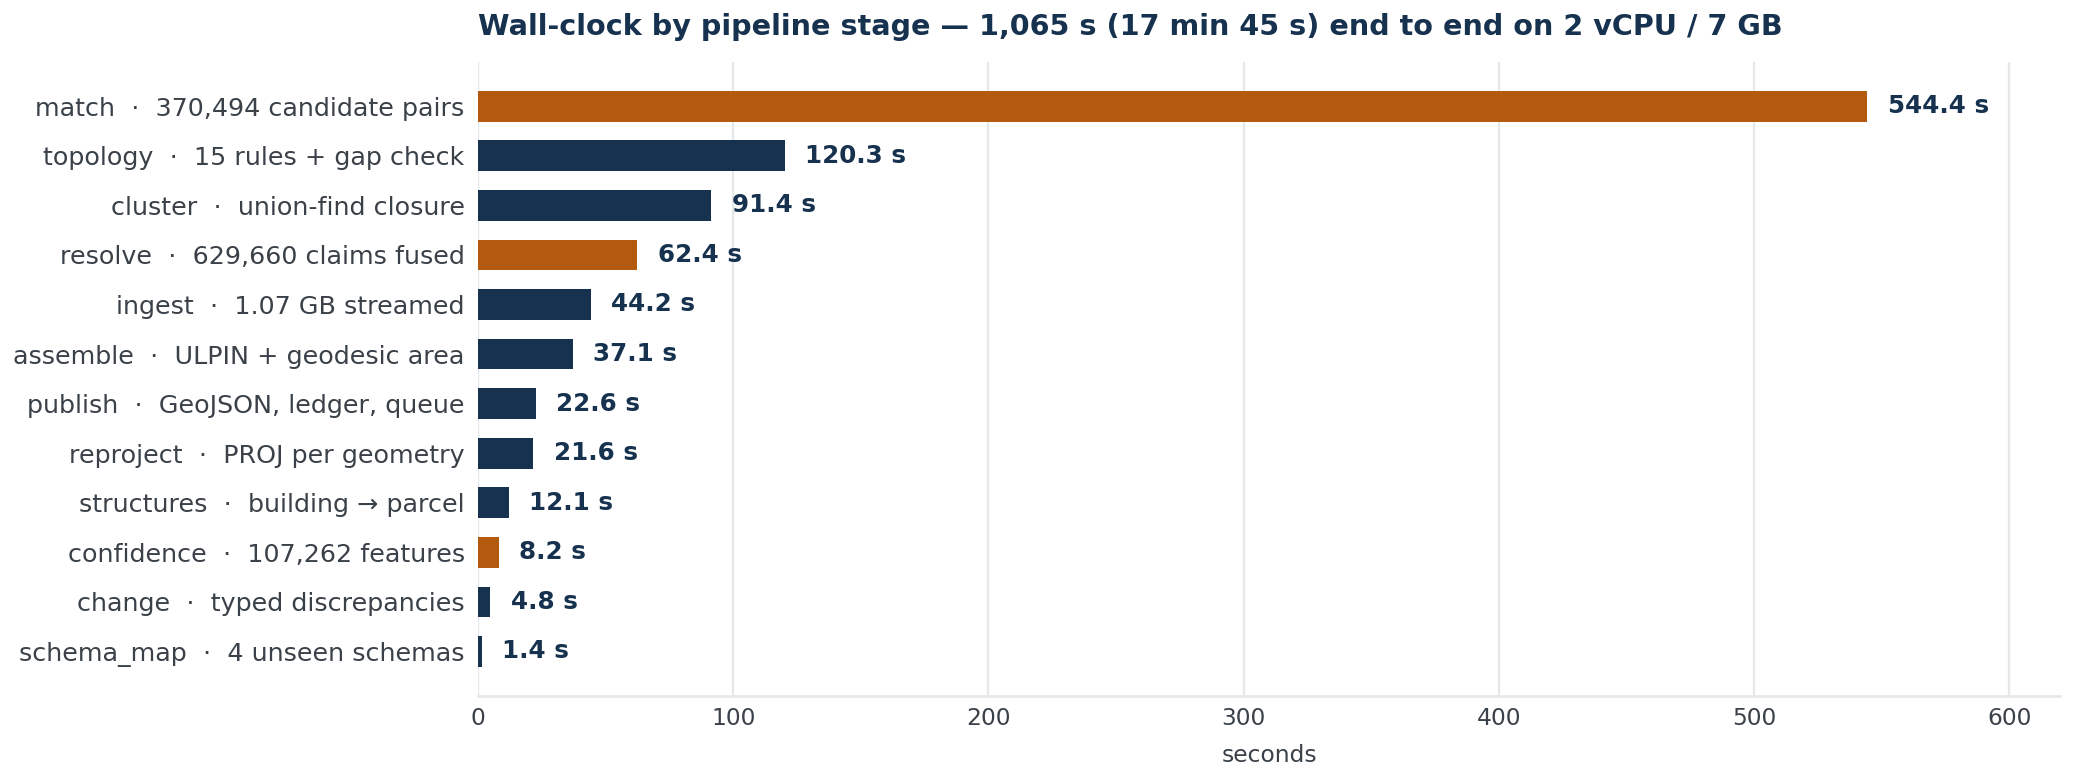 Wall-clock by pipeline stage — 1,065 s (17 min 45 s) end to end on 2 vCPU / 7 GB
match · 370,494 candidate pairs 544.4 s
topology · 15 rules + gap check 120.3 s
cluster · union-find closure 91.4 s
resolve · 629,660 claims fused 62.4 s
ingest · 1.07 GB streamed 44.2 s
assemble · ULPIN + geodesic area 37.1 s
publish · GeoJSON, ledger, queue 22.6 s
reproject · PROJ per geometry 21.6 s
structures · building → parcel 12.1 s
confidence · 107,262 features 8.2 s
change · typed discrepancies 4.8 s
schema_map · 4 unseen schemas 1.4 s
0 100 200 300 400 500 600
seconds